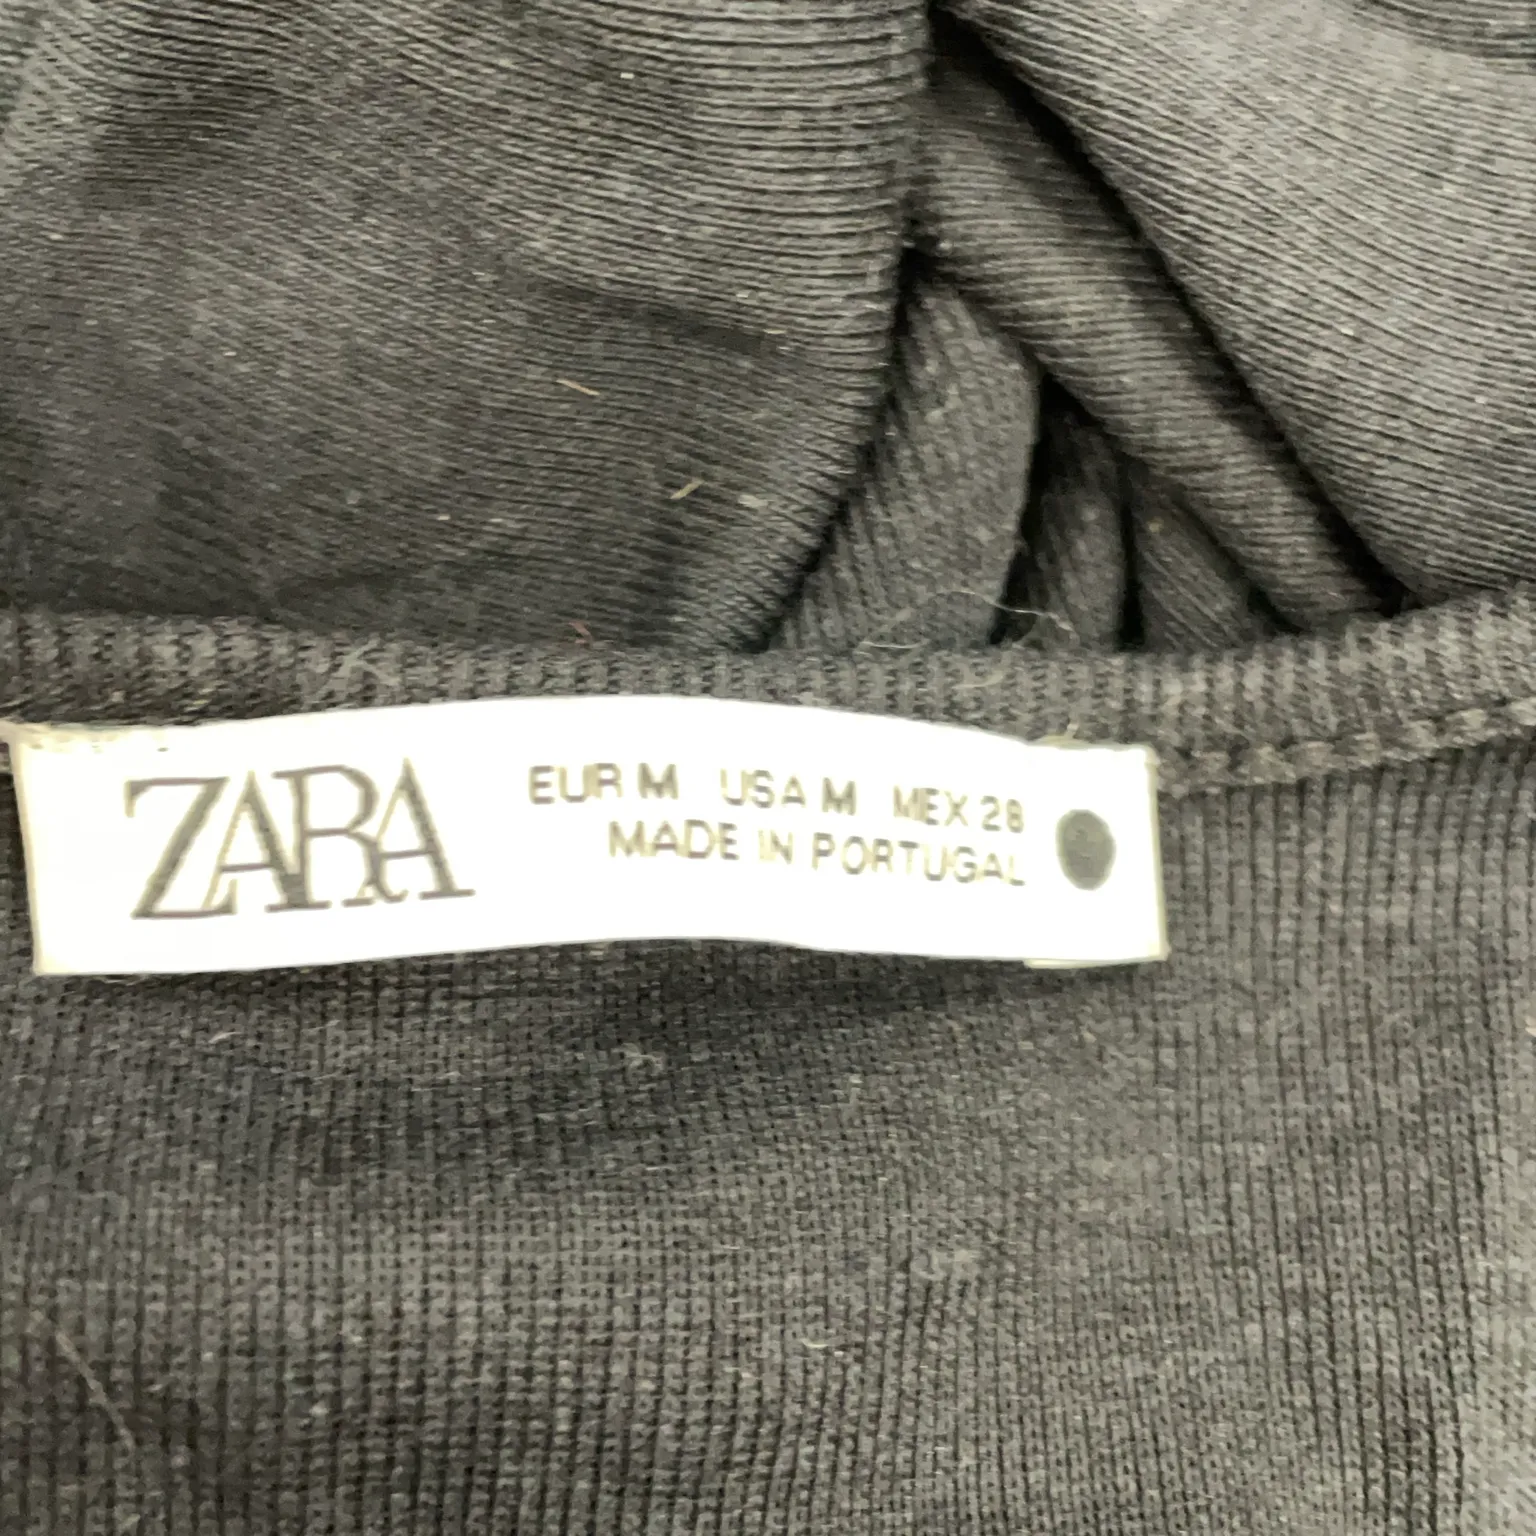 ZARA
EUR M USA M MEX 28
MADE IN PORTUGAL